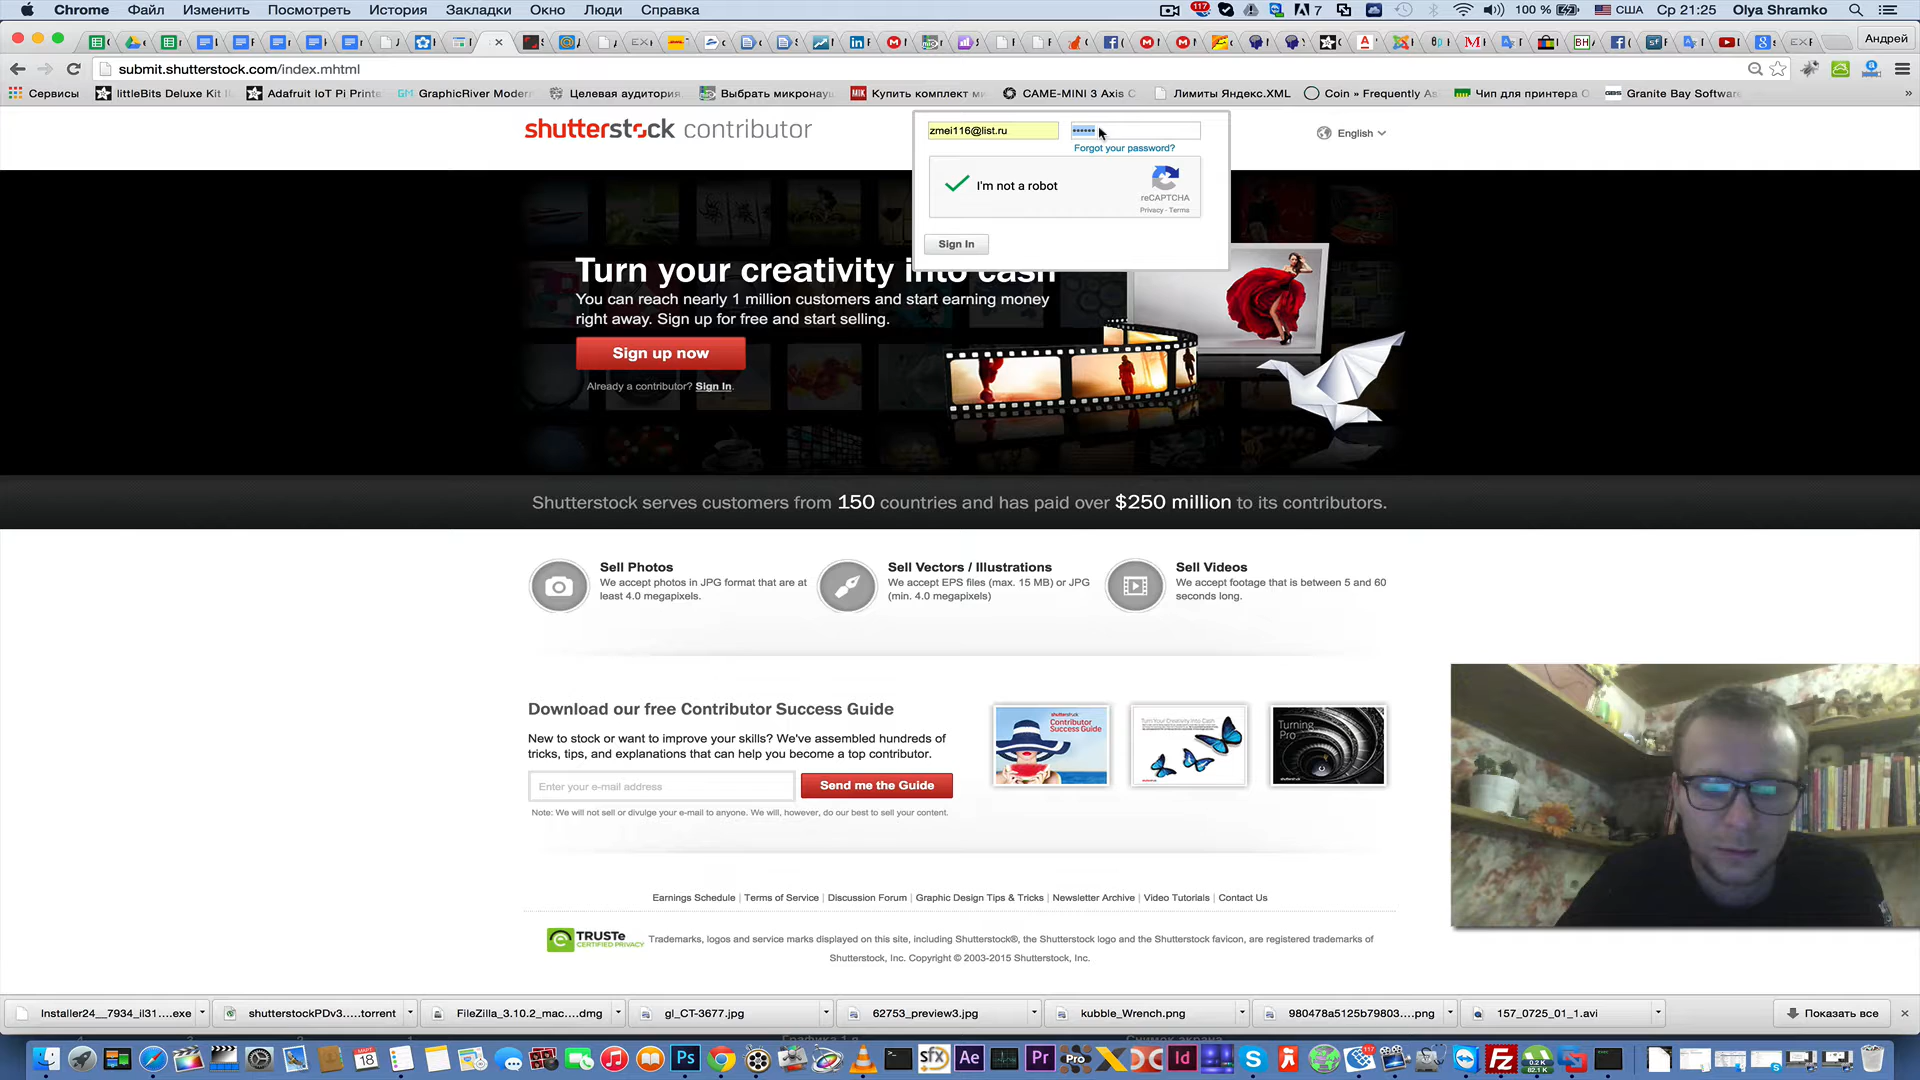 Chrome Файл Изменить Посмотреть История Закладки Окно Люди Справка
117 7 100 % США Ср 21:25 Olya Shramko
Андрей
submit.shutterstock.com/index.mhtml
Сервисы littleBits Deluxe Kit Adafruit IoT Pi Printe GraphicRiver Moder Целевая аудитория Выбрать микронау Купить комплект CAME-MINI 3 Axis Лимиты Яндекс.XML Coin » Frequently As Чип для принтера Granite Bay Software »
shutterstock contributor
zmei116@list.ru ••••••
Forgot your password?
I'm not a robot
reCAPTCHA
Privacy - Terms
Sign In
English
Turn your creativity into cash
You can reach nearly 1 million customers and start earning money
right away. Sign up for free and start selling.
Sign up now
Already a contributor? Sign In.
Shutterstock serves customers from 150 countries and has paid over $250 million to its contributors.
Sell Photos
We accept photos in JPG format that are at
least 4.0 megapixels.
Sell Vectors / Illustrations
We accept EPS files (max. 15 MB) or JPG
(min. 4.0 megapixels)
Sell Videos
We accept footage that is between 5 and 60
seconds long.
Download our free Contributor Success Guide
New to stock or want to improve your skills? We've assembled hundreds of
tricks, tips, and explanations that can help you become a top contributor.
Enter your e-mail address
Send me the Guide
Note: We will not sell or divulge your e-mail to anyone. We will, however, do our best to sell your content.
shutterstock
Contributor
Success Guide
Turn Your Creativity Into Cash
Turning
Pro
Earnings Schedule | Terms of Service | Discussion Forum | Graphic Design Tips & Tricks | Newsletter Archive | Video Tutorials | Contact Us
TRUSTe
CERTIFIED PRIVACY
Trademarks, logos and service marks displayed on this site, including Shutterstock®, the Shutterstock logo and the Shutterstock favicon, are registered trademarks of
Shutterstock, Inc. Copyright © 2003-2015 Shutterstock, Inc.
Installer24__7934_il31....exe shutterstockPDv3.....torrent FileZilla_3.10.2_mac....dmg gl_CT-3677.jpg 62753_preview3.jpg kubble_Wrench.png 980478a5125b79803....png 157_0725_01_1.avi Показать все